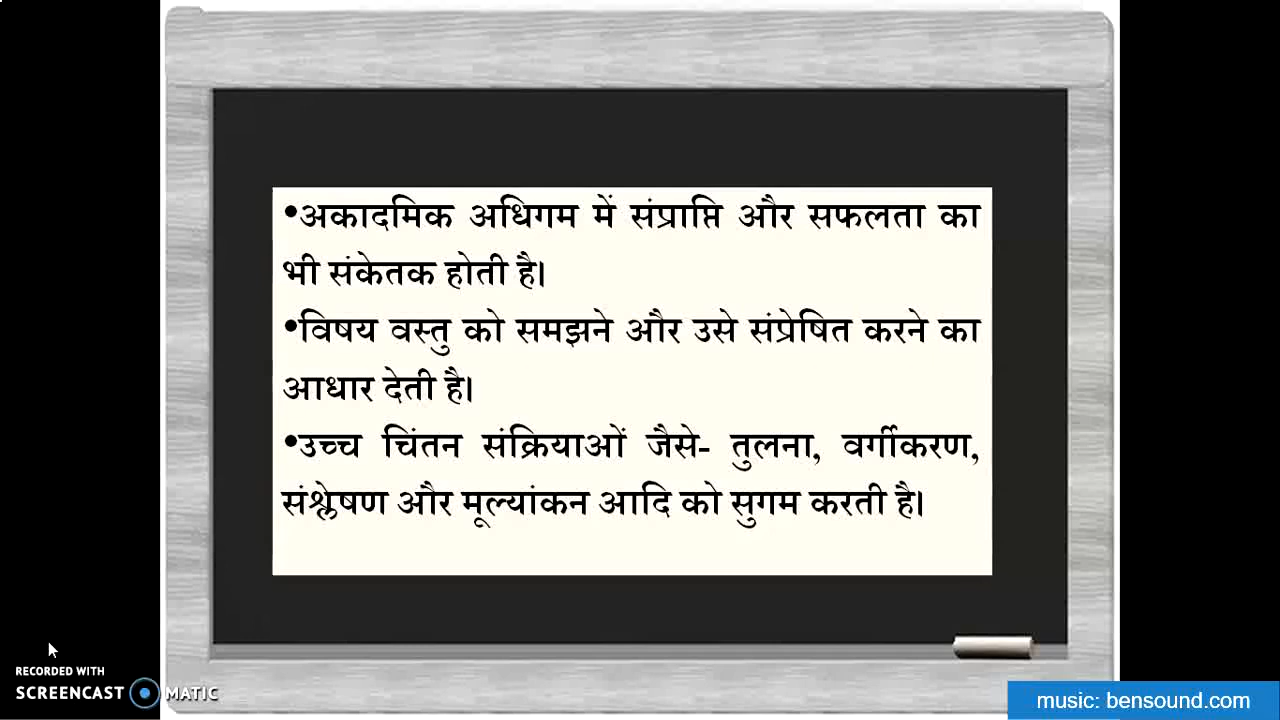 •अकादमिक अधिगम में संप्राप्ति और सफलता का
भी संकेतक होती है।
•विषय वस्तु को समझने और उसे संप्रेषित करने का
आधार देती है।
•उच्च चिंतन संक्रियाओं जैसे- तुलना, वर्गीकरण,
संश्लेषण और मूल्यांकन आदि को सुगम करती है।
RECORDED WITH
SCREENCAST MATIC
music: bensound.com